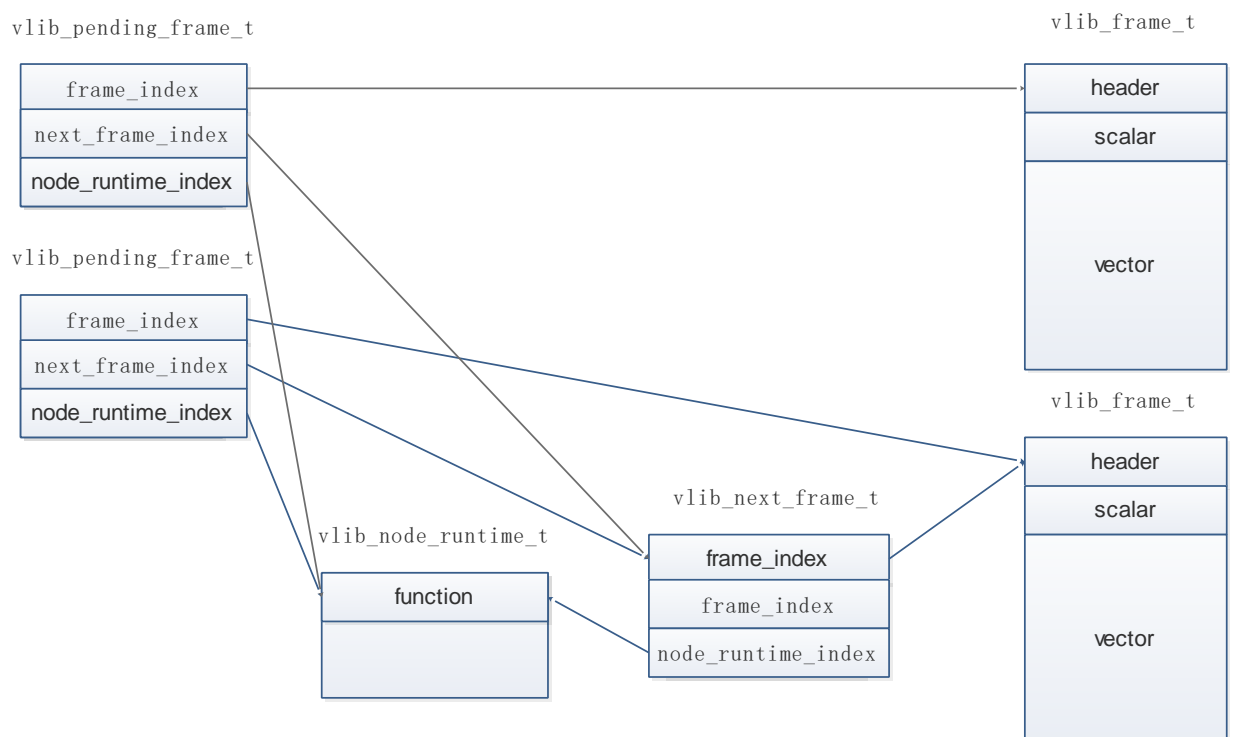 vlib_pending_frame_t
frame_index
next_frame_index
node_runtime_index
vlib_pending_frame_t
frame_index
next_frame_index
node_runtime_index
vlib_node_runtime_t
function
vlib_next_frame_t
frame_index
frame_index
node_runtime_index
vlib_frame_t
header
scalar
vector
vlib_frame_t
header
scalar
vector